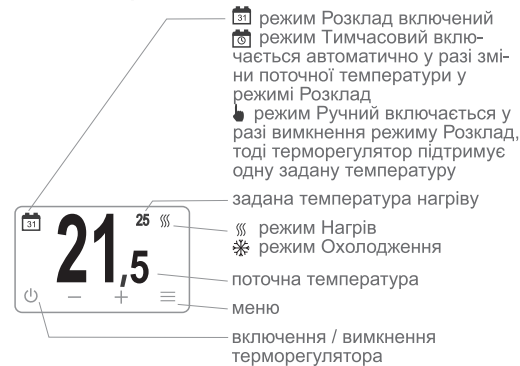 31 режим Розклад включений
режим Тимчасовий вклю-
чається автоматично у разі змі-
ни поточної температури у
режимі Розклад
режим Ручний включається у
разі вимкнення режиму Розклад,
тоді терморегулятор підтримує
одну задану температуру
задана температура нагріву
31 25
режим Нагрів
режим Охолодження
21,5
поточна температура
меню
включення / вимкнення
терморегулятора